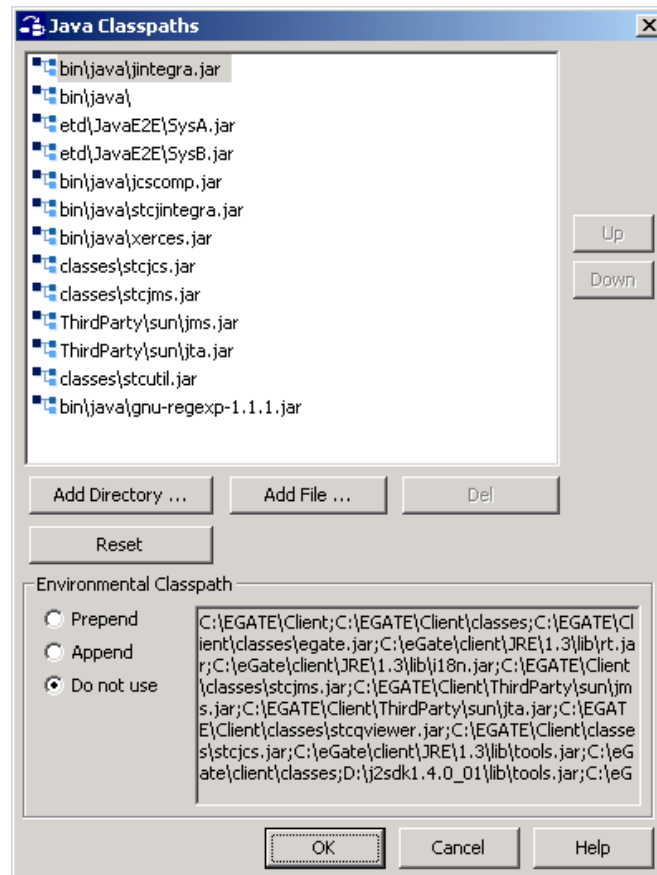 Java Classpaths
bin\java\jintegra.jar
bin\java\
etd\JavaE2E\SysA.jar
etd\JavaE2E\SysB.jar
bin\java\jcscomp.jar
bin\java\stcjintegra.jar
bin\java\xerces.jar
classes\stcjcs.jar
classes\stcjms.jar
ThirdParty\sun\jms.jar
ThirdParty\sun\jta.jar
classes\stcutil.jar
bin\java\gnu-regexp-1.1.1.jar
Up
Down
Add Directory ...
Add File ...
Del
Reset
Environmental Classpath
Prepend
Append
Do not use
C:\EGATE\Client;C:\EGATE\Client\classes;C:\EGATE\Cl
ient\classes\egate.jar;C:\eGate\client\JRE\1.3\lib\rt.ja
r;C:\eGate\client\JRE\1.3\lib\i18n.jar;C:\EGATE\Client
\classes\stcjms.jar;C:\EGATE\Client\ThirdParty\sun\jm
s.jar;C:\EGATE\Client\ThirdParty\sun\jta.jar;C:\EGAT
E\Client\classes\stcqviewer.jar;C:\EGATE\Client\classe
s\stcjcs.jar;C:\eGate\client\JRE\1.3\lib\tools.jar;C:\eG
ate\client\classes;D:\j2sdk1.4.0_01\lib\tools.jar;C:\eG
OK
Cancel
Help